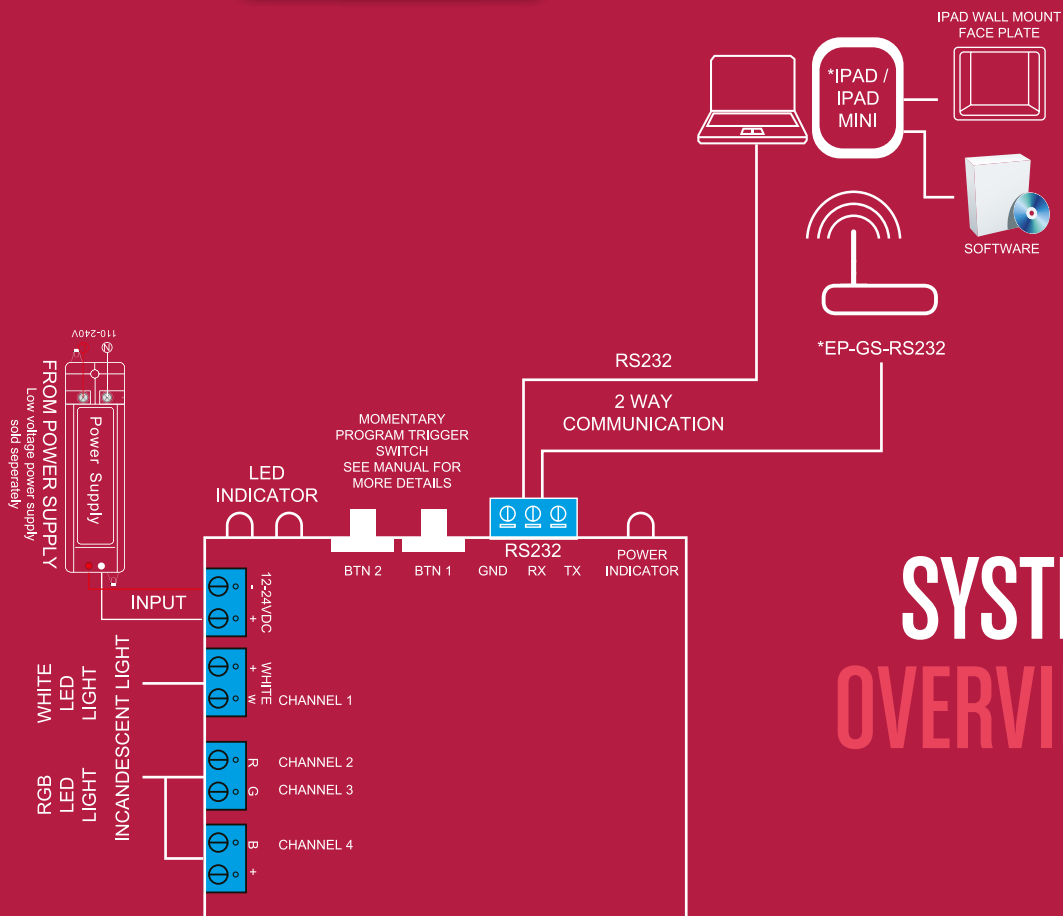 IPAD WALL MOUNT
FACE PLATE
*IPAD /
IPAD
MINI
SOFTWARE
*EP-GS-RS232
RS232
2 WAY
COMMUNICATION
110-240V
N
Power Supply
FROM POWER SUPPLY
Low voltage power supply
sold seperately
MOMENTARY
PROGRAM TRIGGER
SWITCH
SEE MANUAL FOR
MORE DETAILS
LED
INDICATOR
BTN 2
BTN 1
RS232
GND RX TX
POWER
INDICATOR
INPUT
- +
12-24VDC
+ W
WHITE
CHANNEL 1
WHITE
LED
LIGHT
INCANDESCENT LIGHT
RGB
LED
LIGHT
R CHANNEL 2
G CHANNEL 3
B CHANNEL 4
+
SYSTE
OVERVI